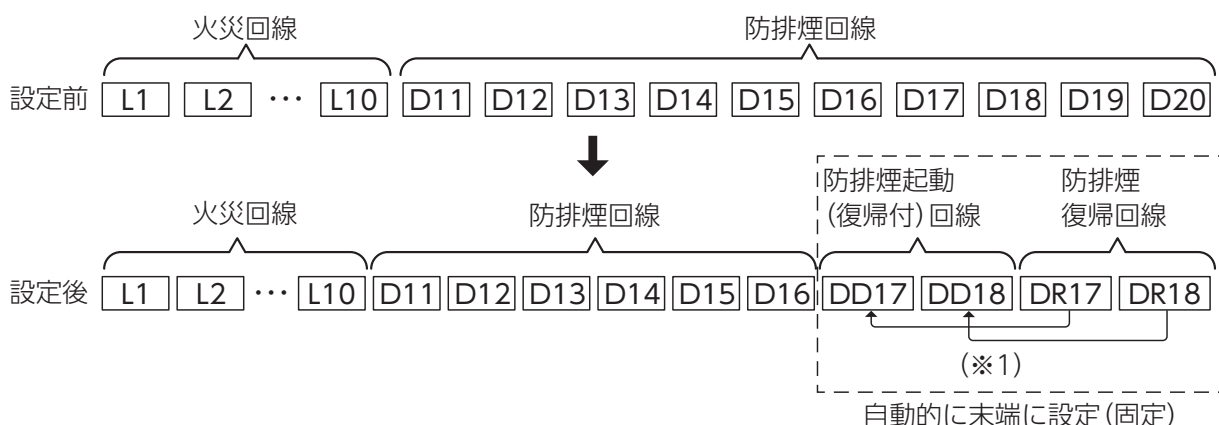 火災回線 防排煙回線
設定前 L1 L2 … L10 D11 D12 D13 D14 D15 D16 D17 D18 D19 D20
防排煙起動 防排煙
火災回線 防排煙回線 (復帰付)回線 復帰回線
設定後 L1 L2 … L10 D11 D12 D13 D14 D15 D16 DD17 DD18 DR17 DR18
(※1)
自動的に末端に設定(固定)